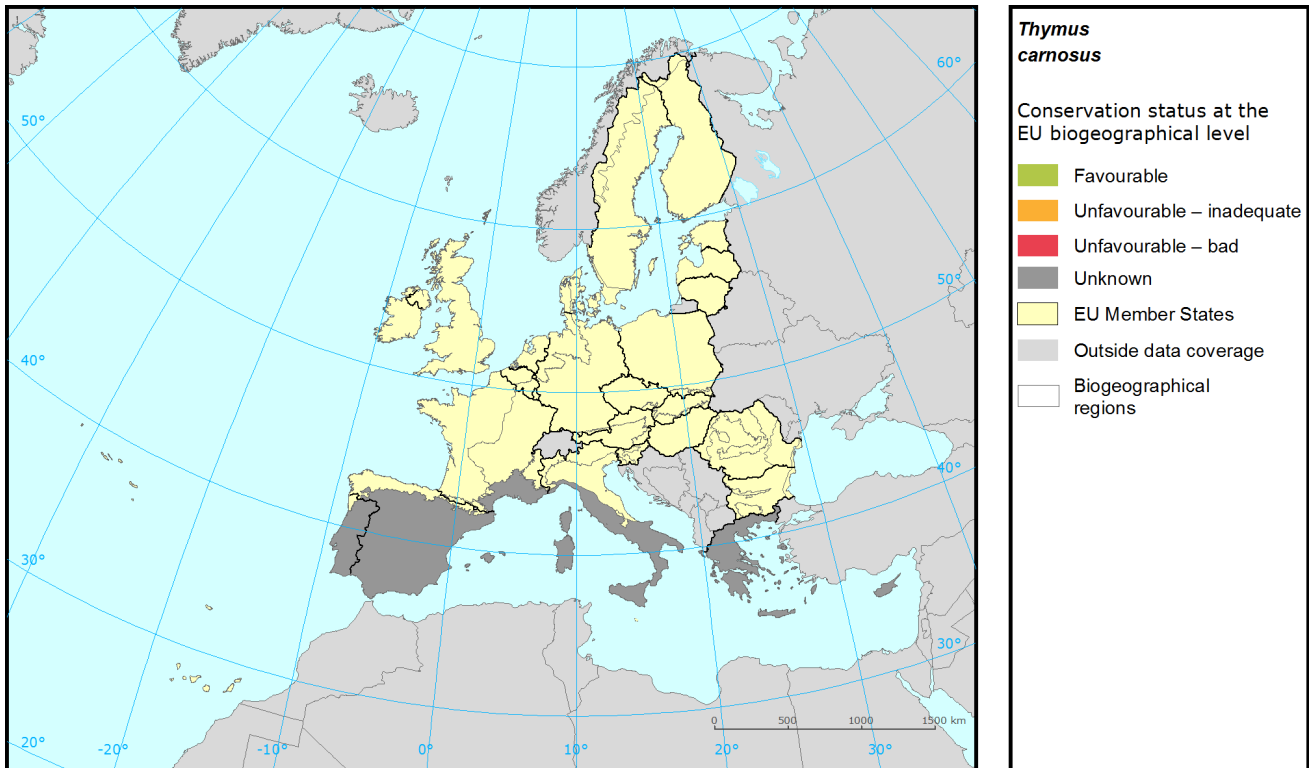 60°
50°
50°
40°
40°
30°
30°
20°
-20°
-10°
0°
10°
20°
30°
0 500 1000 1500 km
Thymus
carnosus
Conservation status at the
EU biogeographical level
Favourable
Unfavourable – inadequate
Unfavourable – bad
Unknown
EU Member States
Outside data coverage
Biogeographical
regions